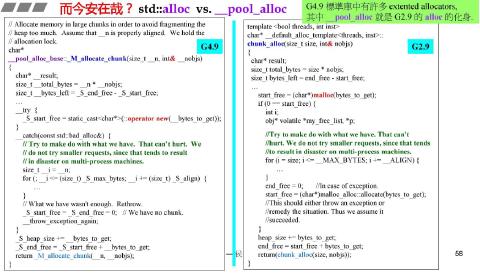 而今安在哉？ std::alloc vs. __pool_alloc
G4.9 標準庫中有許多 extented allocators,
其中 __pool_alloc 就是 G2.9 的 alloc 的化身.
// Allocate memory in large chunks in order to avoid fragmenting the
// heap too much. Assume that __n is properly aligned. We hold the
// allocation lock.
G4.9
char*
__pool_alloc_base::_M_allocate_chunk(size_t __n, int& __nobjs)
{
char* __result;
size_t __total_bytes = __n * __nobjs;
size_t __bytes_left = _S_end_free - _S_start_free;
…
__try {
_S_start_free = static_cast<char*>(::operator new(__bytes_to_get));
}
__catch(const std::bad_alloc&) {
// Try to make do with what we have. That can't hurt. We
// do not try smaller requests, since that tends to result
// in disaster on multi-process machines.
size_t __i = __n;
for (; __i <= (size_t) _S_max_bytes; __i += (size_t) _S_align) {
…
}
// What we have wasn't enough. Rethrow.
_S_start_free = _S_end_free = 0; // We have no chunk.
__throw_exception_again;
}
_S_heap_size += __bytes_to_get;
_S_end_free = _S_start_free + __bytes_to_get;
return _M_allocate_chunk(__n, __nobjs);
}
template <bool threads, int inst>
char* __default_alloc_template<threads, inst>::
chunk_alloc(size_t size, int& nobjs)
G2.9
{
char* result;
size_t total_bytes = size * nobjs;
size_t bytes_left = end_free - start_free;
…
start_free = (char*)malloc(bytes_to_get);
if (0 == start_free) {
int i;
obj* volatile *my_free_list, *p;
//Try to make do with what we have. That can't
//hurt. We do not try smaller requests, since that tends
//to result in disaster on multi-process machines.
for (i = size; i <= __MAX_BYTES; i += __ALIGN) {
…
}
end_free = 0; //In case of exception.
start_free = (char*)malloc_alloc::allocate(bytes_to_get);
//This should either throw an exception or
//remedy the situation. Thus we assume it
//succeeded.
}
heap_size += bytes_to_get;
end_free = start_free + bytes_to_get;
return(chunk_alloc(size, nobjs));
}
58